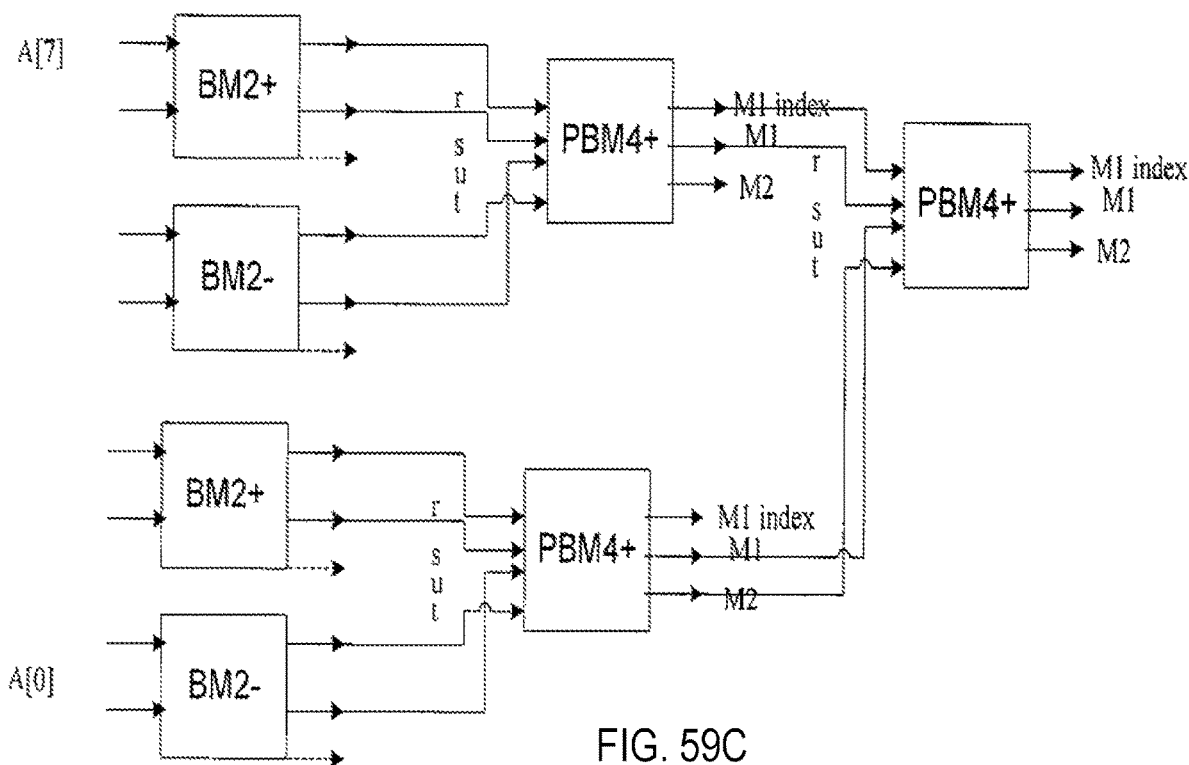 A[7]
BM2+
r
s
u
t
PBM4+
M1 index
M1
M2
BM2-
r
s
u
t
PBM4+
M1 index
M1
M2
BM2+
r
s
u
t
PBM4+
M1 index
M1
M2
A[0]
BM2-
FIG. 59C